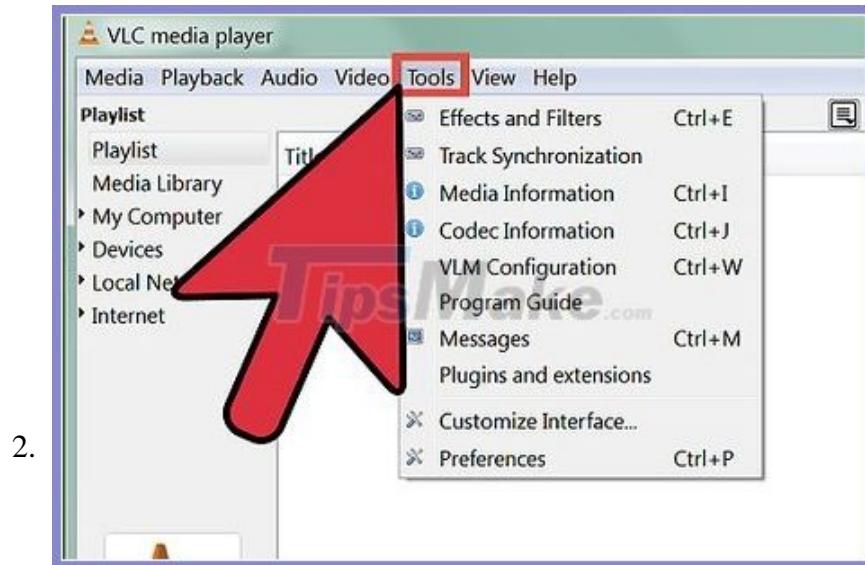 VLC media player
Media Playback Audio Video Tools View Help
Playlist
Playlist
Media Library
My Computer
Devices
Local
Internet
Effects and Filters Ctrl+E
Track Synchronization
Media Information Ctrl+I
Codec Information Ctrl+J
VLM Configuration Ctrl+W
Program Guide
Messages Ctrl+M
Plugins and extensions
Customize Interface...
Preferences Ctrl+P
TipsMake.com
2.